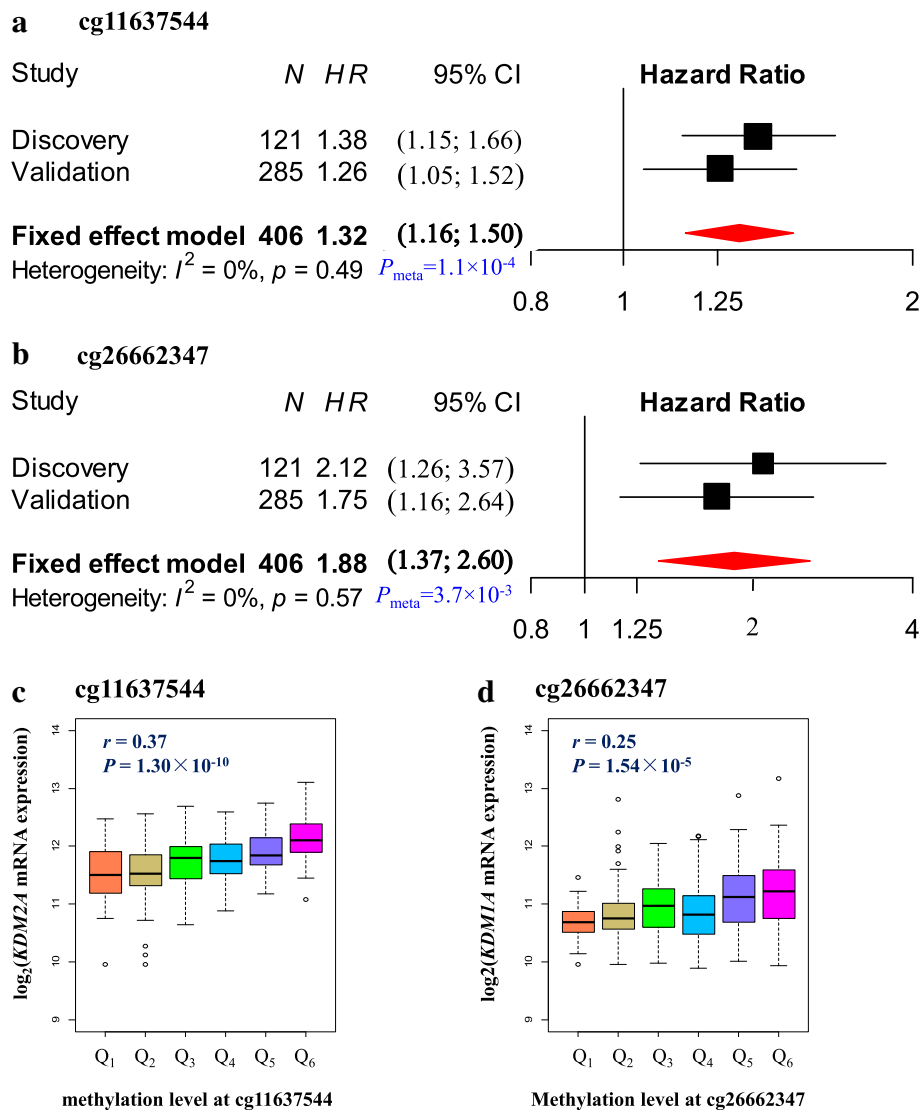 a cg11637544
Study N HR 95% CI Hazard Ratio
Discovery 121 1.38 (1.15; 1.66)
Validation 285 1.26 (1.05; 1.52)
Fixed effect model 406 1.32 (1.16; 1.50)
Heterogeneity: I² = 0%, p = 0.49 Pmeta=1.1×10⁻⁴
0.8 1 1.25 2
b cg26662347
Study N HR 95% CI Hazard Ratio
Discovery 121 2.12 (1.26; 3.57)
Validation 285 1.75 (1.16; 2.64)
Fixed effect model 406 1.88 (1.37; 2.60)
Heterogeneity: I² = 0%, p = 0.57 Pmeta=3.7×10⁻³
0.8 1 1.25 2 4
c cg11637544
r = 0.37
P = 1.30×10⁻¹⁰
log₂(KDM2A mRNA expression)
14
13
12
11
10
9
Q₁ Q₂ Q₃ Q₄ Q₅ Q₆
methylation level at cg11637544
d cg26662347
r = 0.25
P = 1.54×10⁻⁵
log2(KDM1A mRNA expression)
14
13
12
11
10
9
Q₁ Q₂ Q₃ Q₄ Q₅ Q₆
Methylation level at cg26662347